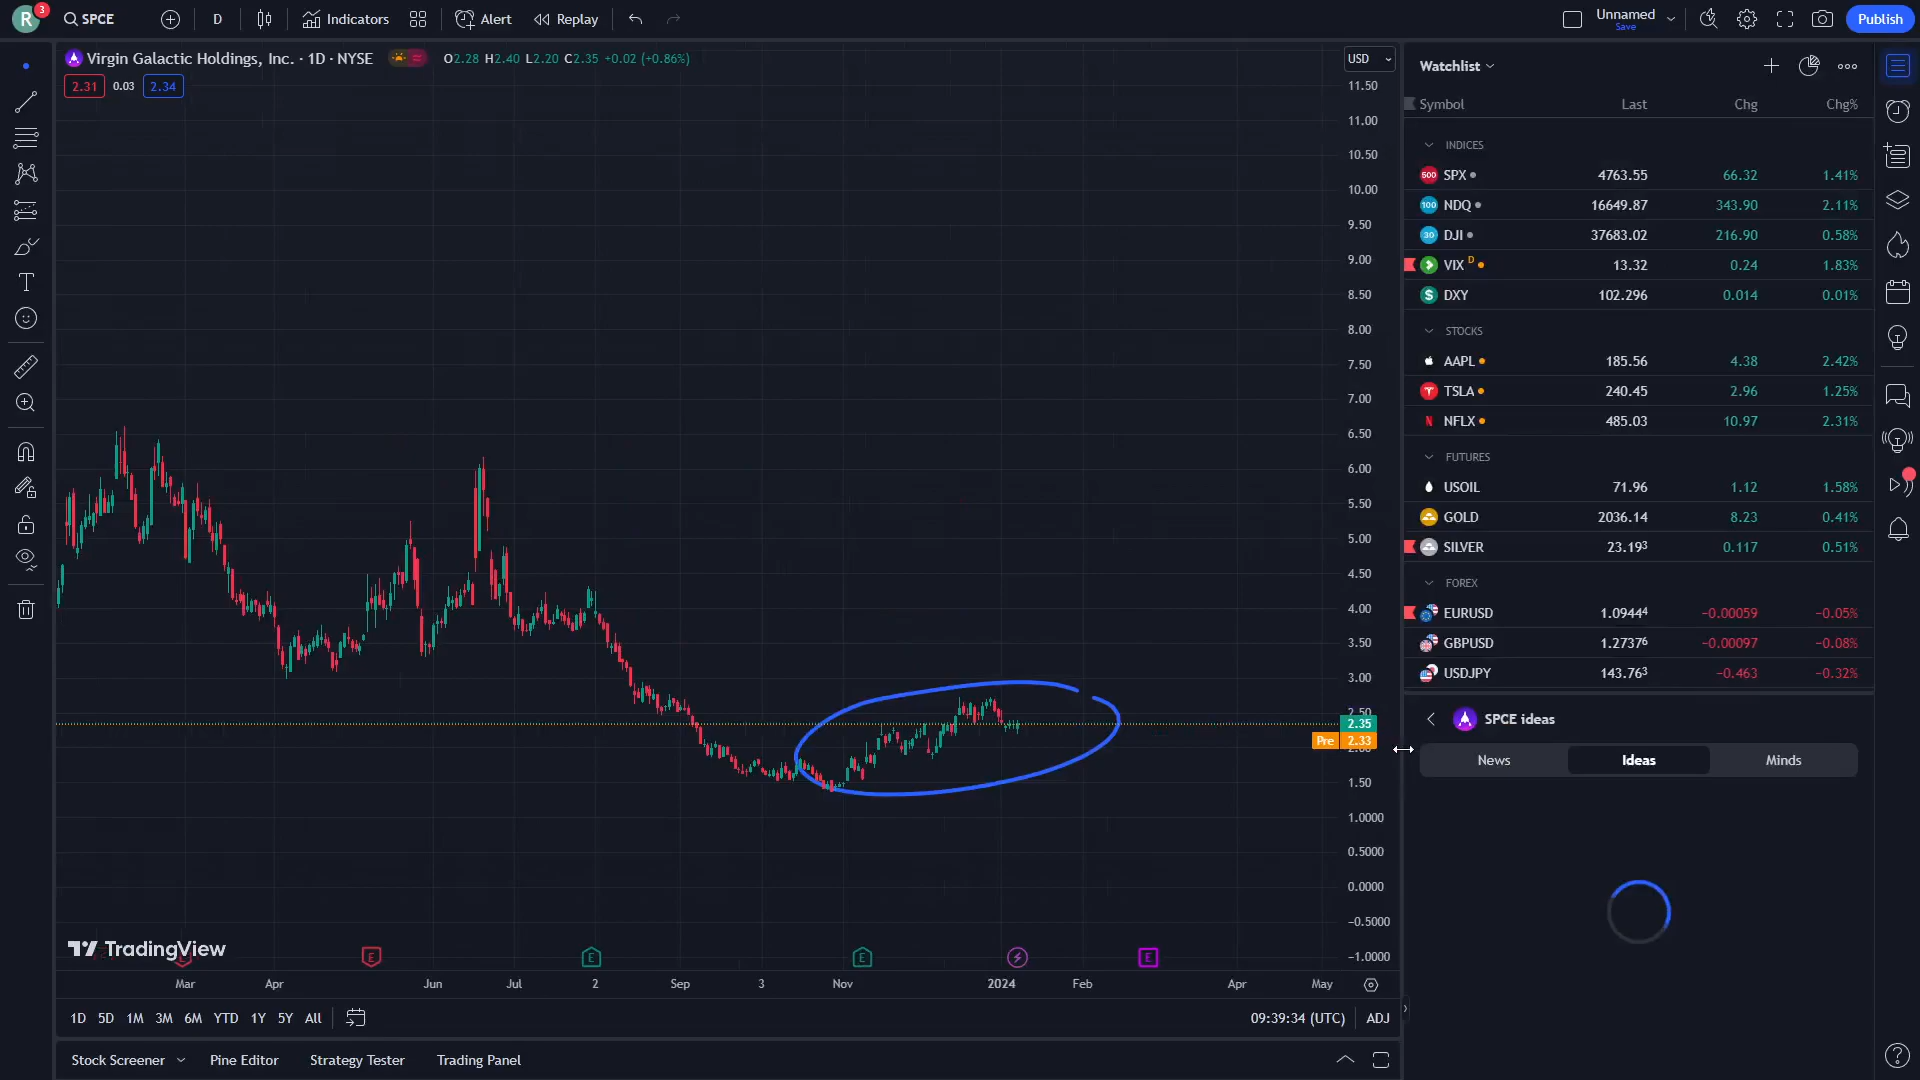 R 3 SPCE D Indicators Alert Replay Unnamed Save Publish
Virgin Galactic Holdings, Inc. · 1D · NYSE O2.28 H2.40 L2.20 C2.35 +0.02 (+0.86%)
2.31 0.03 2.34
USD
11.50
11.00
10.50
10.00
9.50
9.00
8.50
8.00
7.50
7.00
6.50
6.00
5.50
5.00
4.50
4.00
3.50
3.00
2.50
2.35
Pre 2.33
2.00
1.50
1.0000
0.5000
0.0000
−0.5000
−1.0000
TradingView
E E E E E
Mar Apr Jun Jul 2 Sep 3 Nov 2024 Feb Apr May
1D 5D 1M 3M 6M YTD 1Y 5Y All 09:39:34 (UTC) ADJ
Stock Screener Pine Editor Strategy Tester Trading Panel
Watchlist
Symbol Last Chg Chg%
INDICES
500 SPX 4763.55 66.32 1.41%
100 NDQ 16649.87 343.90 2.11%
30 DJI 37683.02 216.90 0.58%
VIX D 13.32 0.24 1.83%
$ DXY 102.296 0.014 0.01%
STOCKS
AAPL 185.56 4.38 2.42%
TSLA 240.45 2.96 1.25%
N NFLX 485.03 10.97 2.31%
FUTURES
USOIL 71.96 1.12 1.58%
GOLD 2036.14 8.23 0.41%
SILVER 23.19³ 0.117 0.51%
FOREX
EURUSD 1.0944⁴ −0.00059 −0.05%
GBPUSD 1.2737⁶ −0.00097 −0.08%
USDJPY 143.76³ −0.463 −0.32%
SPCE ideas
News Ideas Minds